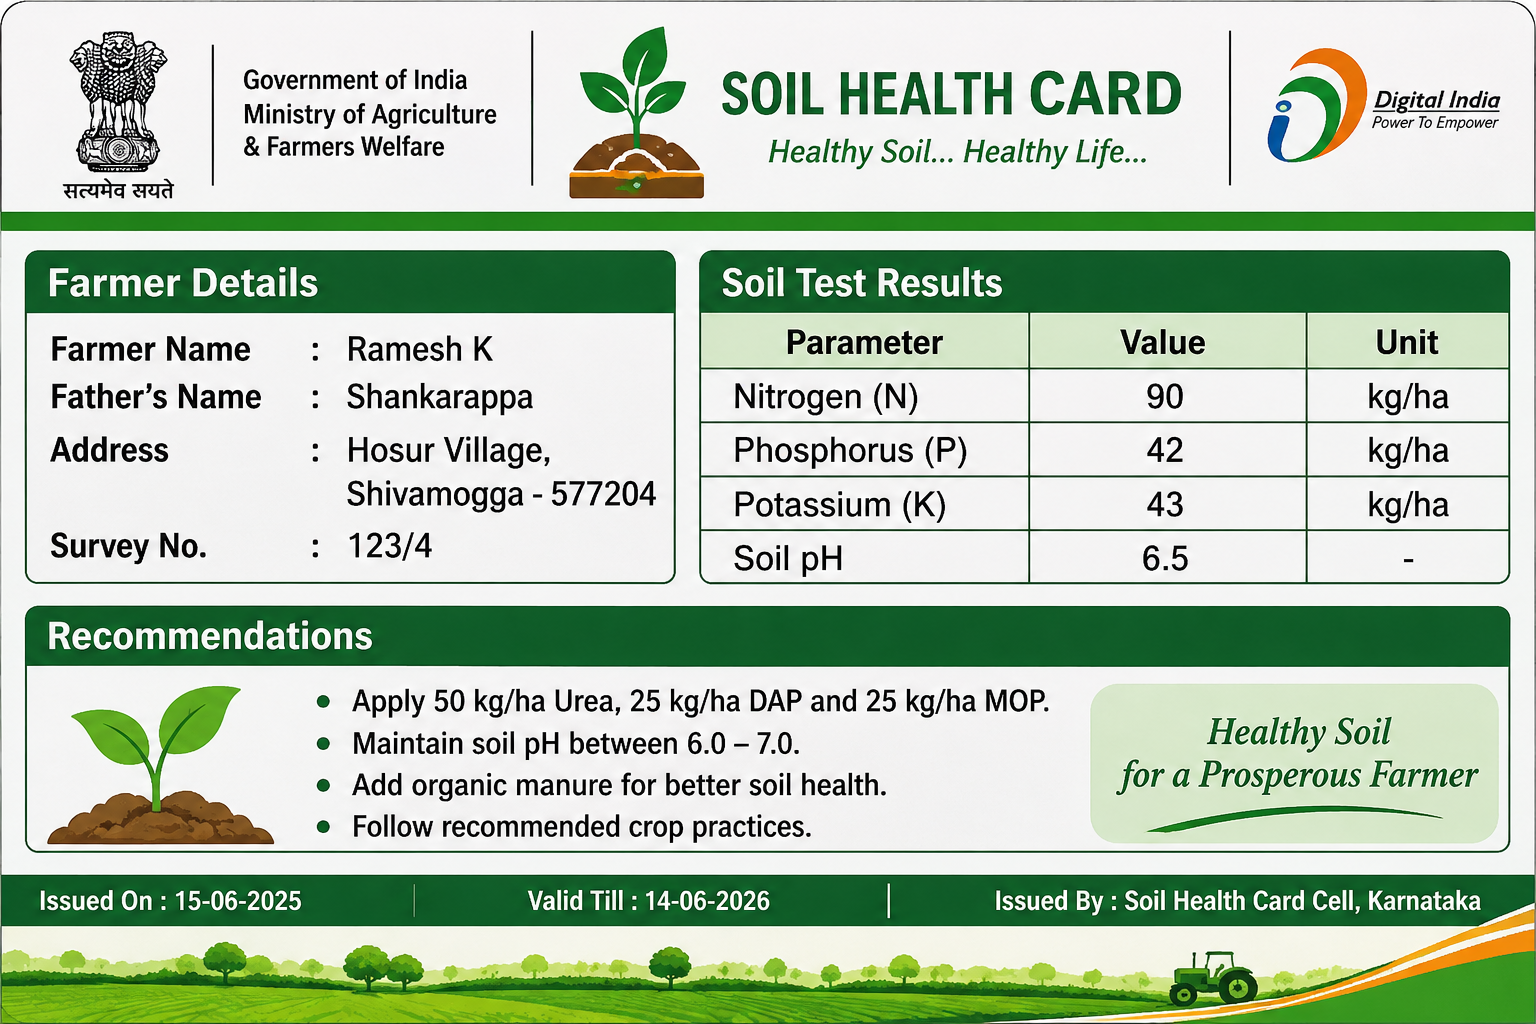 सत्यमेव सयते
Government of India
Ministry of Agriculture
& Farmers Welfare
SOIL HEALTH CARD
Healthy Soil... Healthy Life...
Digital India
Power To Empower
Farmer Details
Farmer Name : Ramesh K
Father's Name : Shankarappa
Address : Hosur Village,
Shivamogga - 577204
Survey No. : 123/4
Soil Test Results
Parameter Value Unit
Nitrogen (N) 90 kg/ha
Phosphorus (P) 42 kg/ha
Potassium (K) 43 kg/ha
Soil pH 6.5 -
Recommendations
• Apply 50 kg/ha Urea, 25 kg/ha DAP and 25 kg/ha MOP.
• Maintain soil pH between 6.0 – 7.0.
• Add organic manure for better soil health.
• Follow recommended crop practices.
Healthy Soil
for a Prosperous Farmer
Issued On : 15-06-2025
Valid Till : 14-06-2026
Issued By : Soil Health Card Cell, Karnataka